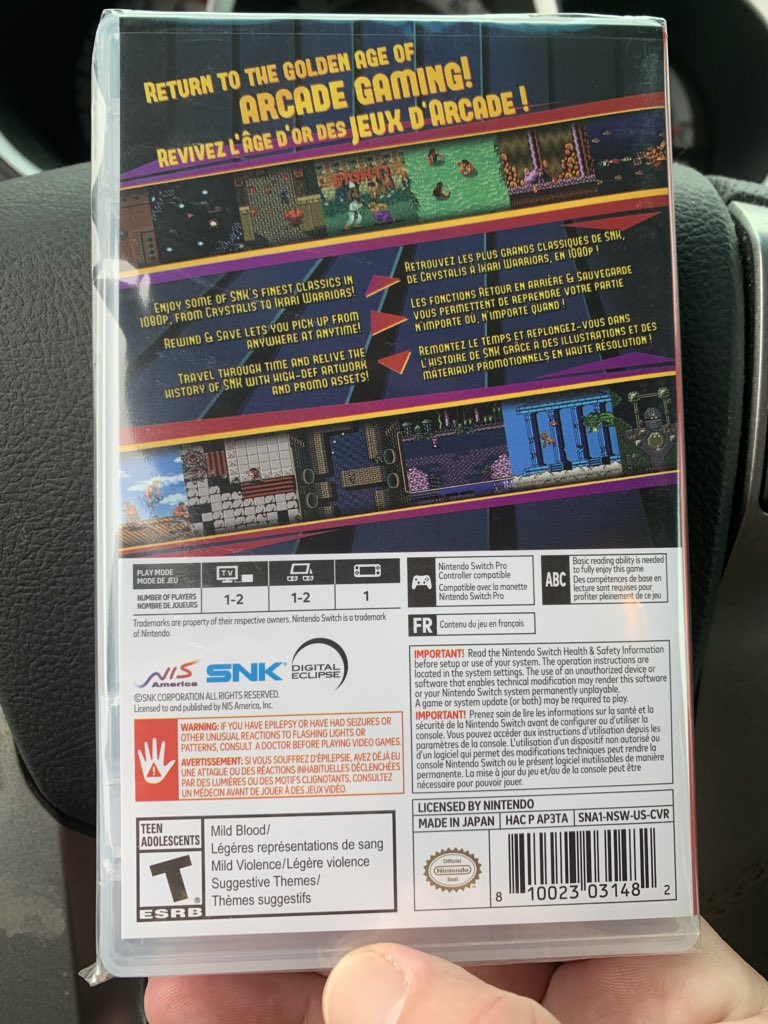 RETURN TO THE GOLDEN AGE OF
ARCADE GAMING!
REVIVEZ L'ÂGE D'OR DES JEUX D'ARCADE !
FIGHT!
ENJOY SOME OF SNK'S FINEST CLASSICS IN
1080P, FROM CRYSTALIS TO IKARI WARRIORS!
REWIND & SAVE LETS YOU PICK UP FROM
ANYWHERE AT ANYTIME!
TRAVEL THROUGH TIME AND RELIVE THE
HISTORY OF SNK WITH HIGH-DEF ARTWORK
AND PROMO ASSETS!
RETROUVEZ LES PLUS GRANDS CLASSIQUES DE SNK,
DE CRYSTALIS À IKARI WARRIORS, EN 1080P !
LES FONCTIONS RETOUR EN ARRIÈRE & SAUVEGARDE
VOUS PERMETTENT DE REPRENDRE VOTRE PARTIE
N'IMPORTE OÙ, N'IMPORTE QUAND !
REMONTEZ LE TEMPS ET REPLONGEZ-VOUS DANS
L'HISTOIRE DE SNK GRÂCE À DES ILLUSTRATIONS ET DES
MATÉRIAUX PROMOTIONNELS EN HAUTE RÉSOLUTION !
PLAY MODE
MODE DE JEU
TV
NUMBER OF PLAYERS
NOMBRE DE JOUEURS
1-2
1-2
1
Trademarks are property of their respective owners. Nintendo Switch is a trademark
of Nintendo.
Nintendo Switch Pro
Controller compatible
Compatible avec la manette
Nintendo Switch Pro
ABC
Basic reading ability is needed
to fully enjoy this game
Des compétences de base en
lecture sont requises pour
profiter pleinement de ce jeu
FR Contenu du jeu en français
NIS
America
SNK®
DIGITAL
ECLIPSE
©SNK CORPORATION ALL RIGHTS RESERVED.
Licensed to and published by NIS America, Inc.
WARNING: IF YOU HAVE EPILEPSY OR HAVE HAD SEIZURES OR
OTHER UNUSUAL REACTIONS TO FLASHING LIGHTS OR
PATTERNS, CONSULT A DOCTOR BEFORE PLAYING VIDEO GAMES.
AVERTISSEMENT: SI VOUS SOUFFREZ D'ÉPILEPSIE, AVEZ DÉJÀ EU
UNE ATTAQUE OU DES RÉACTIONS INHABITUELLES DÉCLENCHÉES
PAR DES LUMIÈRES OU DES MOTIFS CLIGNOTANTS, CONSULTEZ
UN MÉDECIN AVANT DE JOUER À DES JEUX VIDÉO.
IMPORTANT! Read the Nintendo Switch Health & Safety Information
before setup or use of your system. The operation instructions are
located in the system settings. The use of an unauthorized device or
software that enables technical modification may render this software
or your Nintendo Switch system permanently unplayable.
A game or system update (or both) may be required to play.
IMPORTANT! Prenez soin de lire les informations sur la santé et la
sécurité de la Nintendo Switch avant de configurer ou d'utiliser la
console. Vous pouvez accéder aux instructions d'utilisation depuis les
paramètres de la console. L'utilisation d'un dispositif non autorisé ou
d'un logiciel qui permet des modifications techniques peut rendre la
console Nintendo Switch ou le présent logiciel inutilisables de manière
permanente. La mise à jour du jeu et/ou de la console peut être
nécessaire pour pouvoir jouer.
TEEN
ADOLESCENTS
T
ESRB
Mild Blood/
Légères représentations de sang
Mild Violence/Légère violence
Suggestive Themes/
Thèmes suggestifs
LICENSED BY NINTENDO
MADE IN JAPAN
HAC P AP3TA
SNA1-NSW-US-CVR
Official
Nintendo
Seal
8 10023 03148 2